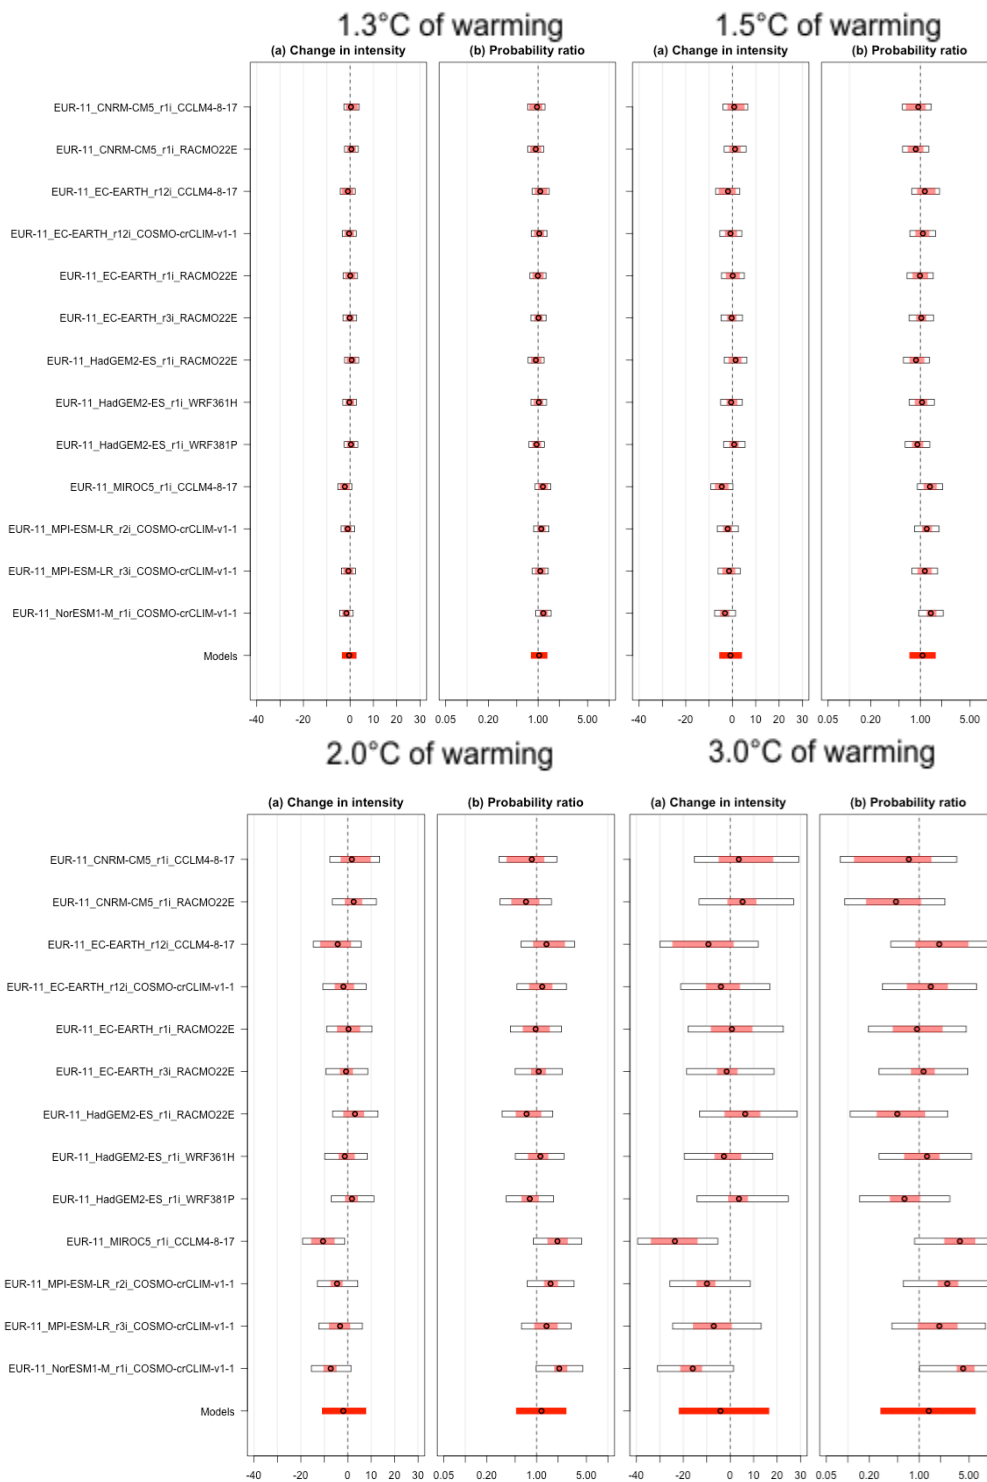 1.3°C of warming
1.5°C of warming
(a) Change in intensity
(b) Probability ratio
(a) Change in intensity
(b) Probability ratio
EUR-11_CNRM-CM5_r1i_CCLM4-8-17
EUR-11_CNRM-CM5_r1i_RACMO22E
EUR-11_EC-EARTH_r12i_CCLM4-8-17
EUR-11_EC-EARTH_r12i_COSMO-crCLIM-v1-1
EUR-11_EC-EARTH_r1i_RACMO22E
EUR-11_EC-EARTH_r3i_RACMO22E
EUR-11_HadGEM2-ES_r1i_RACMO22E
EUR-11_HadGEM2-ES_r1i_WRF361H
EUR-11_HadGEM2-ES_r1i_WRF381P
EUR-11_MIROC5_r1i_CCLM4-8-17
EUR-11_MPI-ESM-LR_r2i_COSMO-crCLIM-v1-1
EUR-11_MPI-ESM-LR_r3i_COSMO-crCLIM-v1-1
EUR-11_NorESM1-M_r1i_COSMO-crCLIM-v1-1
Models
-40 -20 0 10 20 30
0.05 0.20 1.00 5.00
-40 -20 0 10 20 30
0.05 0.20 1.00 5.00
2.0°C of warming
3.0°C of warming
(a) Change in intensity
(b) Probability ratio
(a) Change in intensity
(b) Probability ratio
EUR-11_CNRM-CM5_r1i_CCLM4-8-17
EUR-11_CNRM-CM5_r1i_RACMO22E
EUR-11_EC-EARTH_r12i_CCLM4-8-17
EUR-11_EC-EARTH_r12i_COSMO-crCLIM-v1-1
EUR-11_EC-EARTH_r1i_RACMO22E
EUR-11_EC-EARTH_r3i_RACMO22E
EUR-11_HadGEM2-ES_r1i_RACMO22E
EUR-11_HadGEM2-ES_r1i_WRF361H
EUR-11_HadGEM2-ES_r1i_WRF381P
EUR-11_MIROC5_r1i_CCLM4-8-17
EUR-11_MPI-ESM-LR_r2i_COSMO-crCLIM-v1-1
EUR-11_MPI-ESM-LR_r3i_COSMO-crCLIM-v1-1
EUR-11_NorESM1-M_r1i_COSMO-crCLIM-v1-1
Models
-40 -20 0 10 20 30
0.05 0.20 1.00 5.00
-40 -20 0 10 20 30
0.05 0.20 1.00 5.00